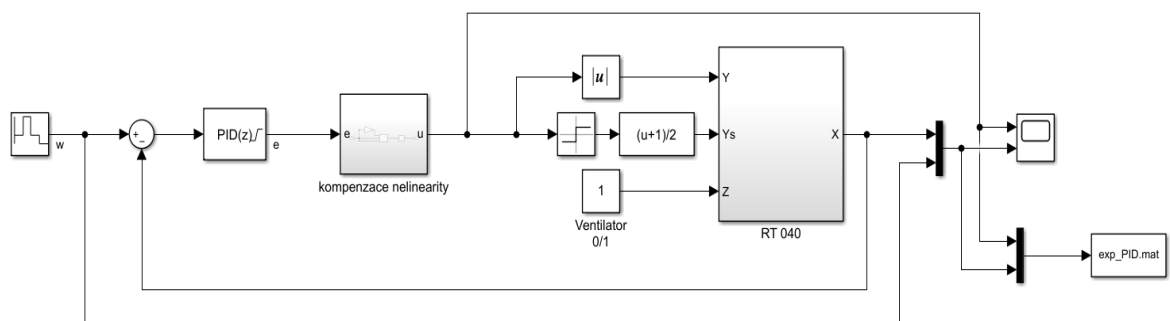 w
+
−
PID(z)
e
e
u
kompenzace nelinearity
|u|
(u+1)/2
1
Ventilator
0/1
Y
Ys
Z
X
RT 040
exp_PID.mat